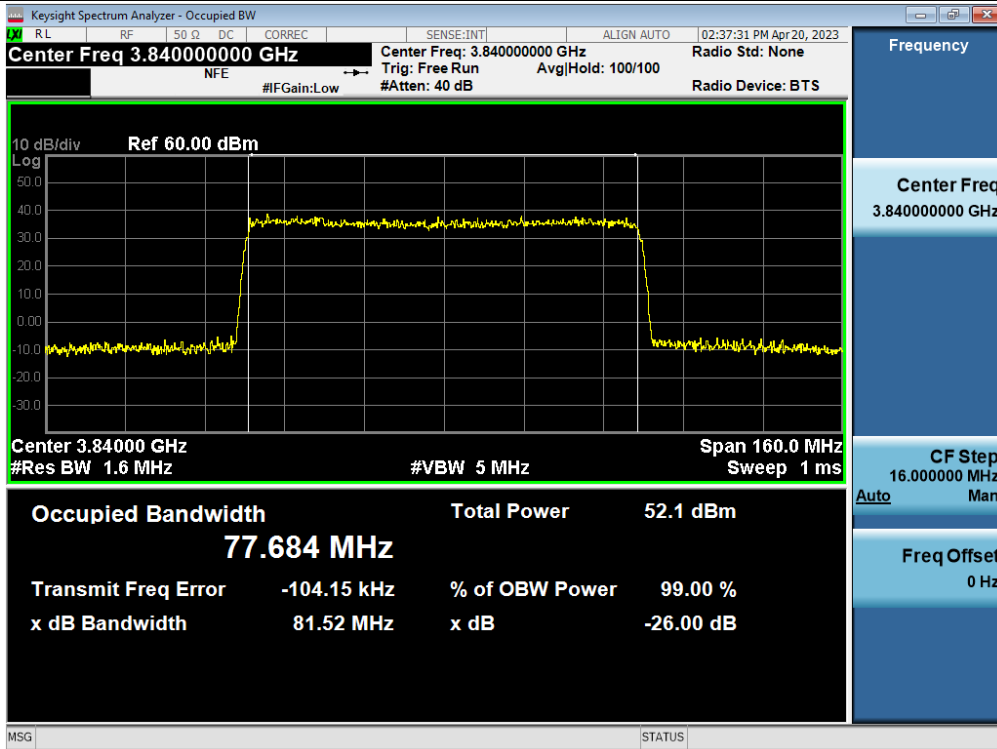 Keysight Spectrum Analyzer - Occupied BW
LXI RL RF 50 Ω DC CORREC SENSE:INT ALIGN AUTO 02:37:31 PM Apr 20, 2023
Center Freq 3.840000000 GHz
NFE
#IFGain:Low
Center Freq: 3.840000000 GHz
Trig: Free Run Avg|Hold: 100/100
#Atten: 40 dB
Radio Std: None
Radio Device: BTS
10 dB/div Ref 60.00 dBm
Log
50.0
40.0
30.0
20.0
10.0
0.00
-10.0
-20.0
-30.0
Center 3.84000 GHz Span 160.0 MHz
#Res BW 1.6 MHz #VBW 5 MHz Sweep 1 ms
Occupied Bandwidth Total Power 52.1 dBm
77.684 MHz
Transmit Freq Error -104.15 kHz % of OBW Power 99.00 %
x dB Bandwidth 81.52 MHz x dB -26.00 dB
Frequency
Center Freq
3.840000000 GHz
CF Step
16.000000 MHz
Auto Man
Freq Offset
0 Hz
MSG STATUS